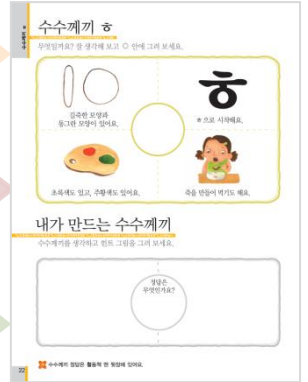 수수께끼 ㅎ
수수께끼 ㅎ
무엇일까요? 잘 생각해 보고 ○ 안에 그려 보세요.
길쭉한 모양과
동그란 모양이 있어요.
ㅎ
ㅎ으로 시작해요.
초록색도 있고, 주황색도 있어요.
죽을 만들어 먹기도 해요.
내가 만드는 수수께끼
수수께끼를 생각하고 힌트 그림을 그려 보세요.
정답은
무엇인가요?
22
수수께끼 정답은 활동책 맨 뒷장에 있어요.